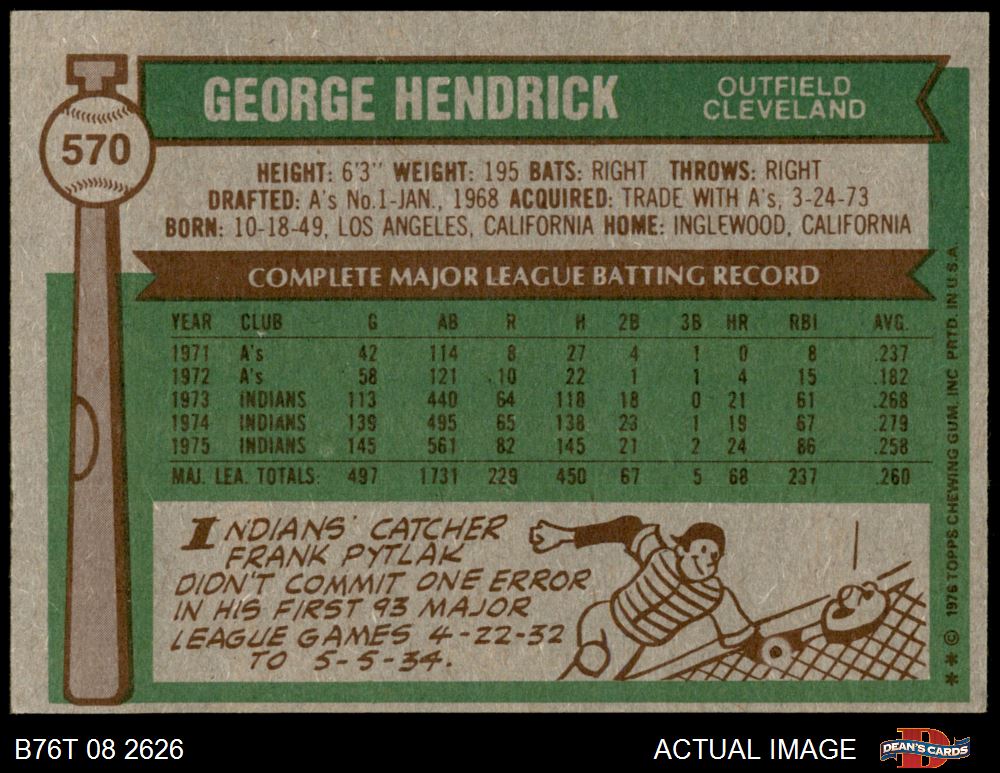 570
GEORGE HENDRICK
OUTFIELD
CLEVELAND
HEIGHT: 6'3" WEIGHT: 195 BATS: RIGHT THROWS: RIGHT
DRAFTED: A's No.1-JAN., 1968 ACQUIRED: TRADE WITH A's, 3-24-73
BORN: 10-18-49, LOS ANGELES, CALIFORNIA HOME: INGLEWOOD, CALIFORNIA
COMPLETE MAJOR LEAGUE BATTING RECORD
YEAR CLUB G AB R H 2B 3B HR RBI AVG.
1971 A's 42 114 8 27 4 1 0 8 .237
1972 A's 58 121 10 22 1 1 4 15 .182
1973 INDIANS 113 440 64 118 18 0 21 61 .268
1974 INDIANS 139 495 65 138 23 1 19 67 .279
1975 INDIANS 145 561 82 145 21 2 24 86 .258
MAJ. LEA. TOTALS: 497 1731 229 450 67 5 68 237 .260
INDIANS' CATCHER
FRANK PYTLAK
DIDN'T COMMIT ONE ERROR
IN HIS FIRST 93 MAJOR
LEAGUE GAMES 4-22-32
TO 5-5-34.
** © 1976 TOPPS CHEWING GUM, INC PRTD. IN U.S.A.
B76T 08 2626
ACTUAL IMAGE
B
DEAN'S CARDS